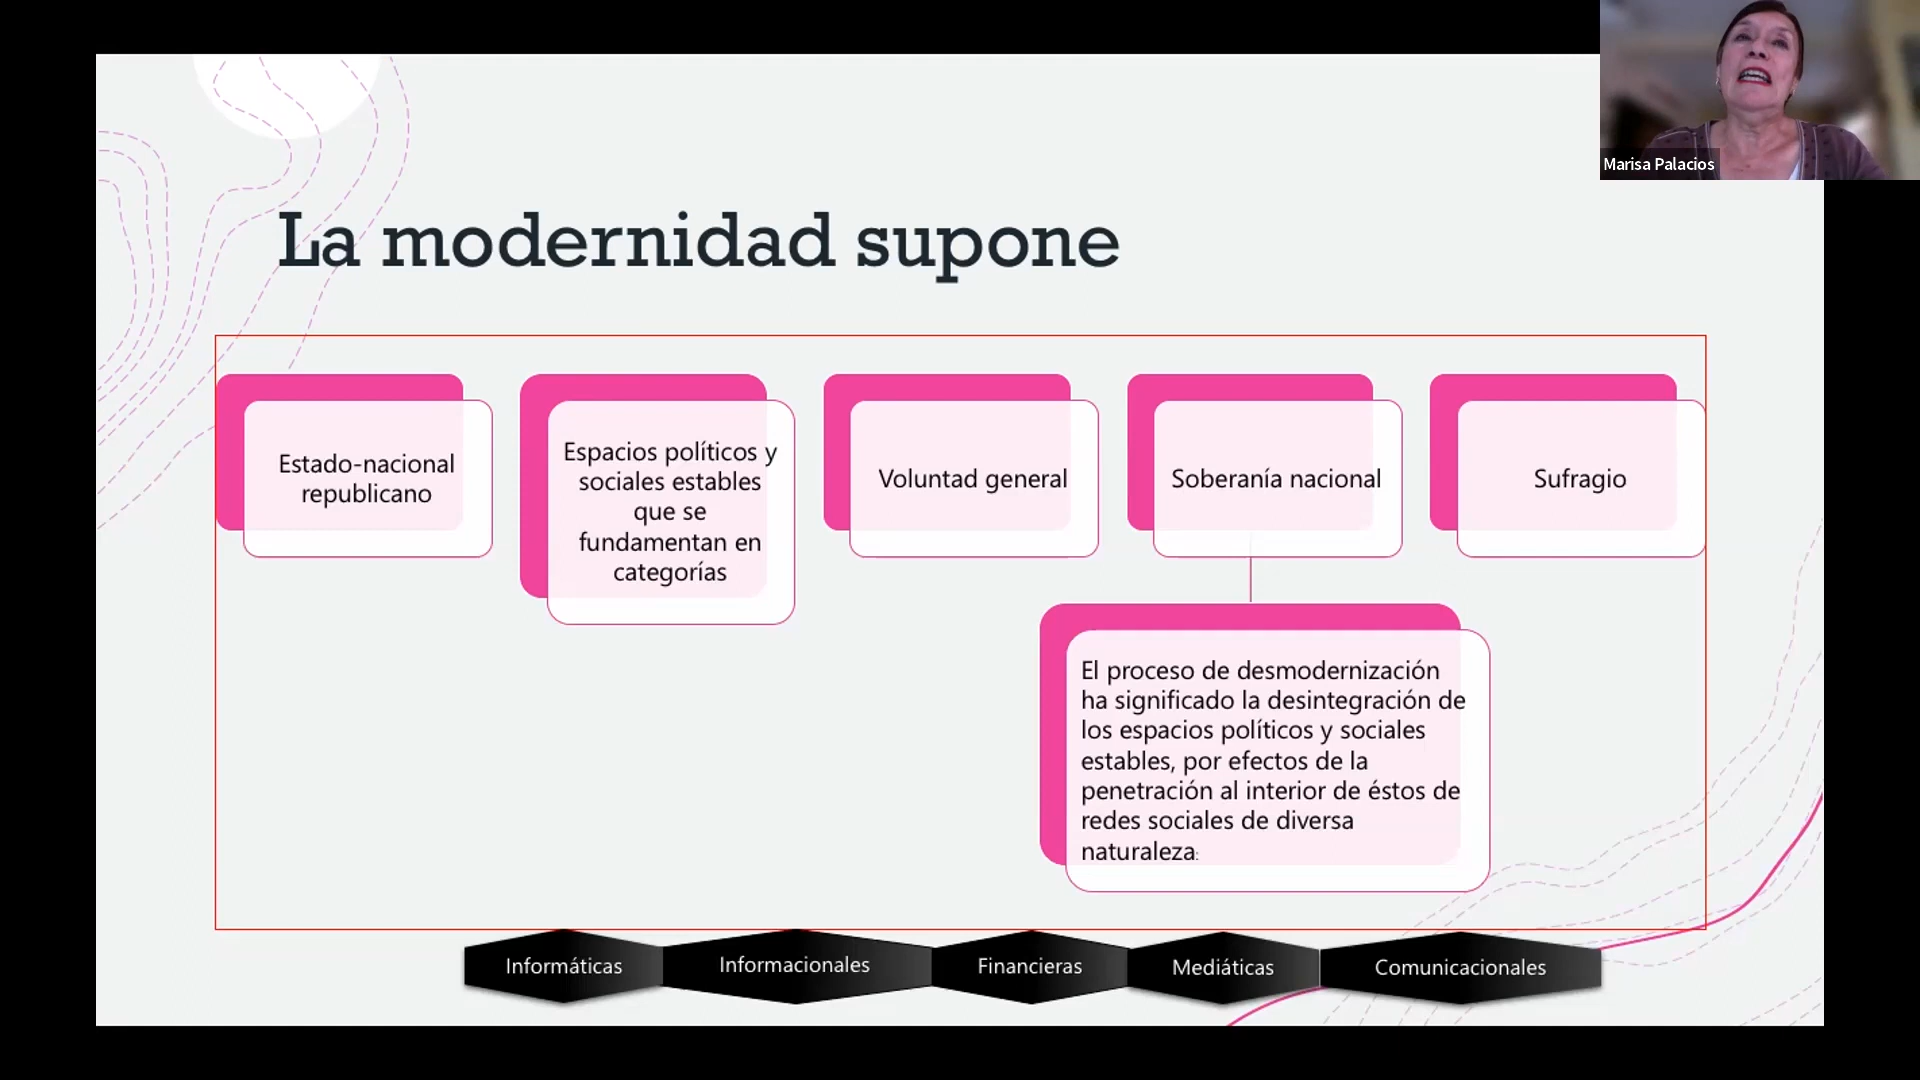 Marisa Palacios
La modernidad supone
Estado-nacional
republicano
Espacios políticos y
sociales estables
que se
fundamentan en
categorías
Voluntad general
Soberanía nacional
Sufragio
El proceso de desmodernización
ha significado la desintegración de
los espacios políticos y sociales
estables, por efectos de la
penetración al interior de éstos de
redes sociales de diversa
naturaleza:
Informáticas
Informacionales
Financieras
Mediáticas
Comunicacionales